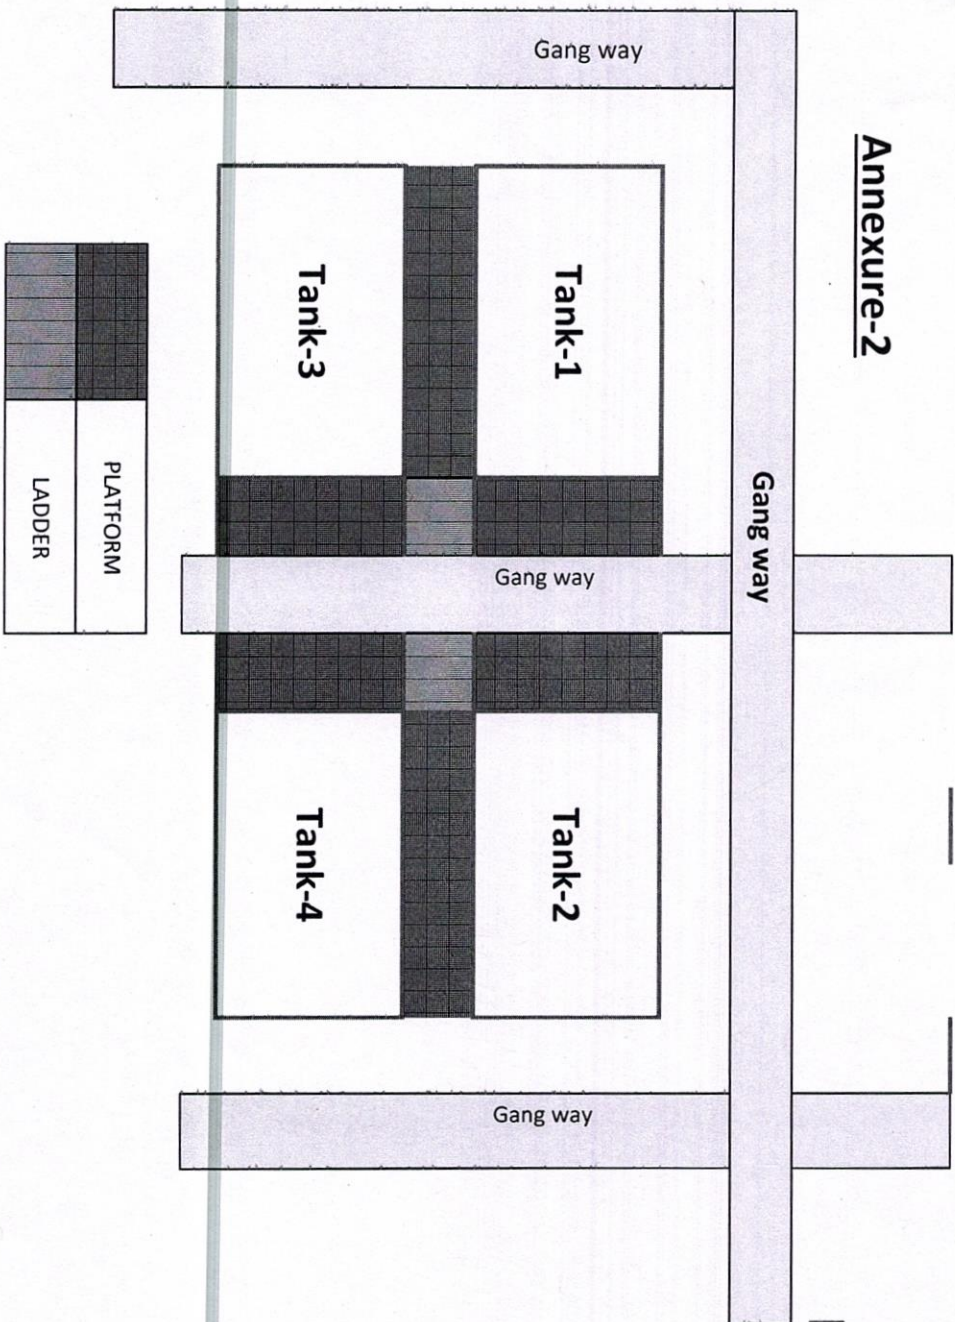 Annexure-2
Gang way
Gang way
Tank-1
Tank-2
Gang way
Gang way
Tank-3
Tank-4
PLATFORM
LADDER